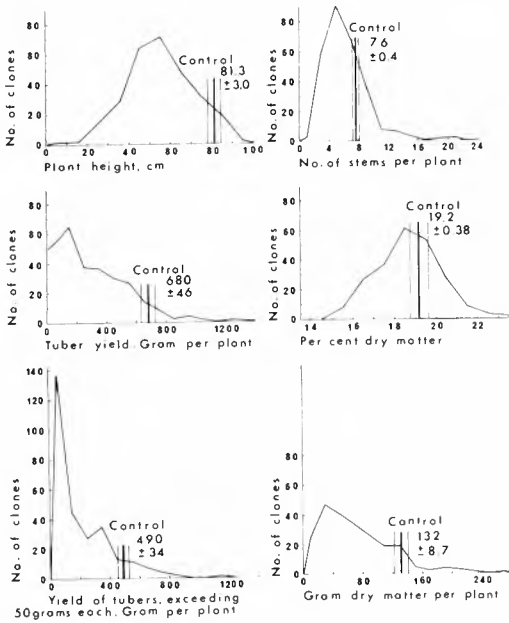 No. of clones
80
60
40
20
0
Control
81.3
±3.0
0 20 40 60 80 100
Plant height, cm
No. of clones
80
60
40
20
0
Control
7.6
±0.4
0 4 8 12 16 20 24
No. of stems per plant
No. of clones
80
60
40
20
0
Control
680
±46
0 400 800 1200
Tuber yield. Gram per plant
No. of clones
80
60
40
20
0
Control
19.2
±0.38
14 16 18 20 22
Per cent dry matter
No. of clones
140
120
100
80
60
40
20
0
Control
490
±34
0 400 800 1200
Yield of tubers, exceeding
50grams each. Gram per plant
No. of clones
80
60
40
20
0
Control
132
±8.7
0 80 160 240
Gram dry matter per plant